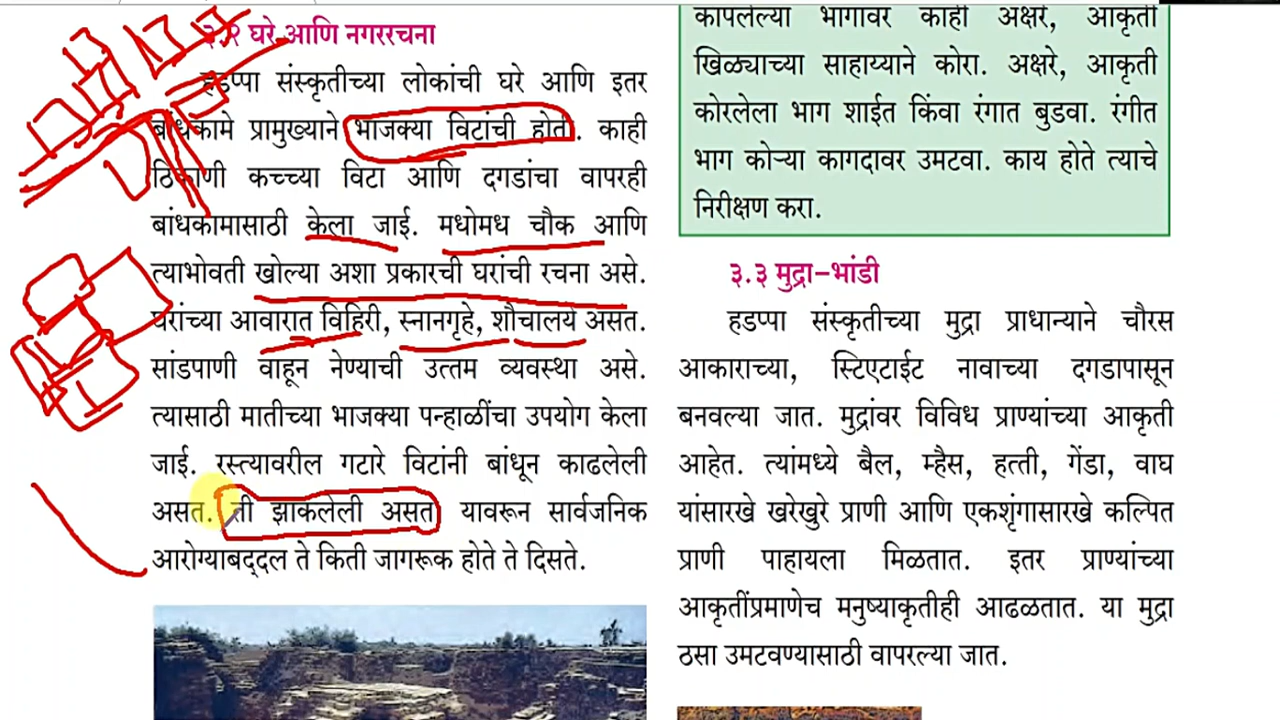 ३.२ घरे आणि नगररचना
हडप्पा संस्कृतीच्या लोकांची घरे आणि इतर
बांधकामे प्रामुख्याने भाजक्या विटांची होती. काही
ठिकाणी कच्च्या विटा आणि दगडांचा वापरही
बांधकामासाठी केला जाई. मधोमध चौक आणि
त्याभोवती खोल्या अशा प्रकारची घरांची रचना असे.
घरांच्या आवारात विहिरी, स्नानगृहे, शौचालये असत.
सांडपाणी वाहून नेण्याची उत्तम व्यवस्था असे.
त्यासाठी मातीच्या भाजक्या पन्हाळींचा उपयोग केला
जाई. रस्त्यावरील गटारे विटांनी बांधून काढलेली
असत. ती झाकलेली असत यावरून सार्वजनिक
आरोग्याबद्दल ते किती जागरूक होते ते दिसते.
कापलेल्या भागावर काही अक्षरे, आकृती
खिळ्याच्या साहाय्याने कोरा. अक्षरे, आकृती
कोरलेला भाग शाईत किंवा रंगात बुडवा. रंगीत
भाग कोऱ्या कागदावर उमटवा. काय होते त्याचे
निरीक्षण करा.
३.३ मुद्रा-भांडी
हडप्पा संस्कृतीच्या मुद्रा प्राधान्याने चौरस
आकाराच्या, स्टिएटाईट नावाच्या दगडापासून
बनवल्या जात. मुद्रांवर विविध प्राण्यांच्या आकृती
आहेत. त्यांमध्ये बैल, म्हैस, हत्ती, गेंडा, वाघ
यांसारखे खरेखुरे प्राणी आणि एकशृंगासारखे कल्पित
प्राणी पाहायला मिळतात. इतर प्राण्यांच्या
आकृतींप्रमाणेच मनुष्याकृतीही आढळतात. या मुद्रा
ठसा उमटवण्यासाठी वापरल्या जात.